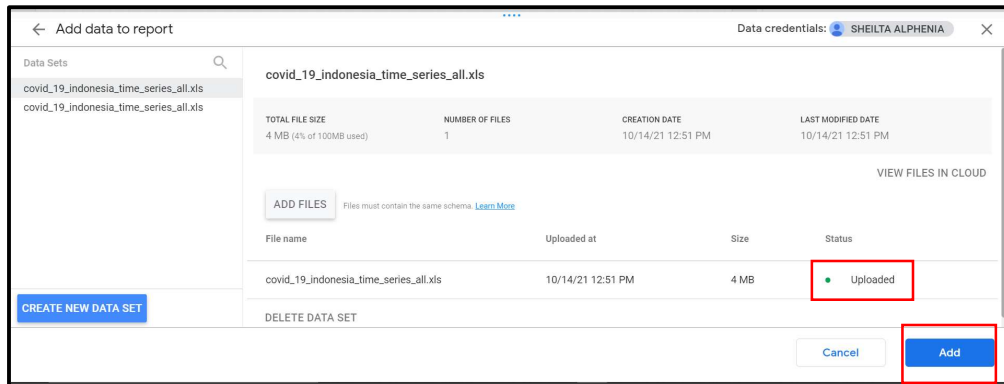 Add data to report
Data credentials: SHEILTA ALPHENIA
Data Sets
covid_19_indonesia_time_series_all.xls
covid_19_indonesia_time_series_all.xls
CREATE NEW DATA SET
covid_19_indonesia_time_series_all.xls
TOTAL FILE SIZE NUMBER OF FILES CREATION DATE LAST MODIFIED DATE
4 MB (4% of 100MB used) 1 10/14/21 12:51 PM 10/14/21 12:51 PM
VIEW FILES IN CLOUD
ADD FILES Files must contain the same schema. Learn More
File name Uploaded at Size Status
covid_19_indonesia_time_series_all.xls 10/14/21 12:51 PM 4 MB Uploaded
DELETE DATA SET
Cancel Add